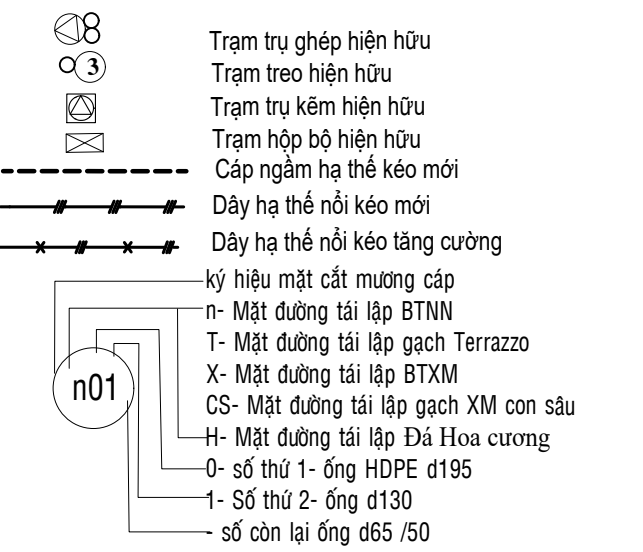 Trạm trụ ghép hiện hữu
3 Trạm treo hiện hữu
Trạm trụ kẽm hiện hữu
Trạm hộp bộ hiện hữu
Cáp ngầm hạ thế kéo mới
Dây hạ thế nổi kéo mới
Dây hạ thế nổi kéo tăng cường
ký hiệu mặt cắt mương cáp
n- Mặt đường tái lập BTNN
T- Mặt đường tái lập gạch Terrazzo
X- Mặt đường tái lập BTXM
n01
CS- Mặt đường tái lập gạch XM con sâu
H- Mặt đường tái lập Đá Hoa cương
0- số thứ 1- ống HDPE d195
1- Số thứ 2- ống d130
- số còn lại ống d65 /50